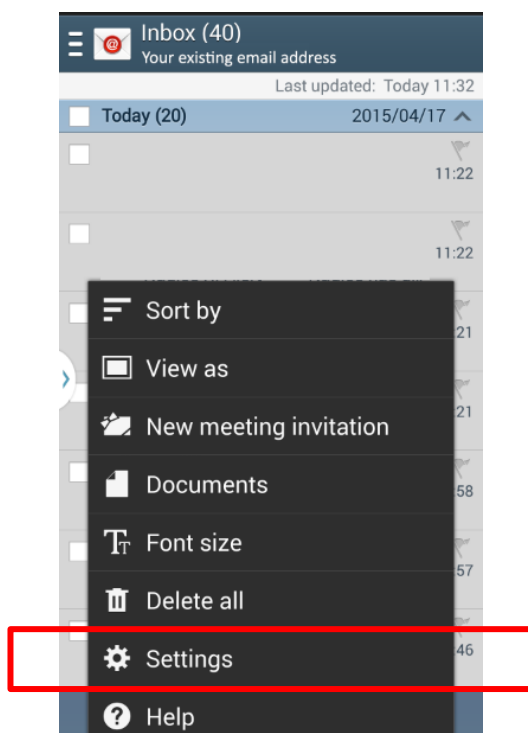 Inbox (40)
Your existing email address
Last updated: Today 11:32
Today (20) 2015/04/17
11:22
11:22
Sort by
21
View as
21
New meeting invitation
Documents
58
Font size
57
Delete all
Settings
46
Help